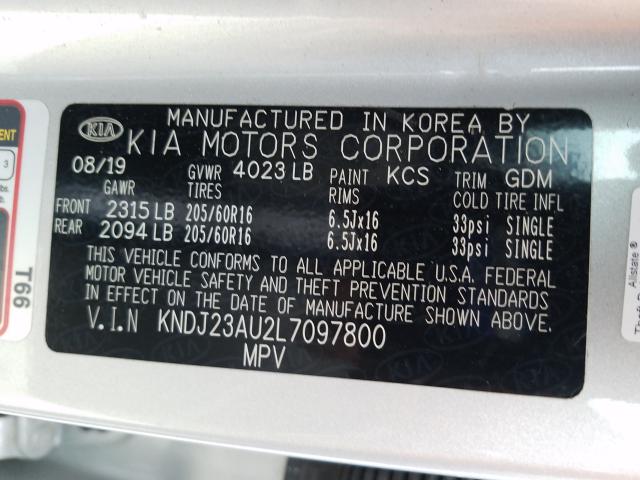 MANUFACTURED IN KOREA BY
KIA KIA MOTORS CORPORATION
08/19 GVWR 4023 LB PAINT KCS TRIM GDM
GAWR TIRES RIMS COLD TIRE INFL
FRONT 2315 LB 205/60R16 6.5Jx16 33psi SINGLE
REAR 2094 LB 205/60R16 6.5Jx16 33psi SINGLE
THIS VEHICLE CONFORMS TO ALL APPLICABLE U.S.A. FEDERAL
MOTOR VEHICLE SAFETY AND THEFT PREVENTION STANDARDS
IN EFFECT ON THE DATE OF MANUFACTURE SHOWN ABOVE.
V.I.N KNDJ23AU2L7097800
MPV
3
T66
Allstate®